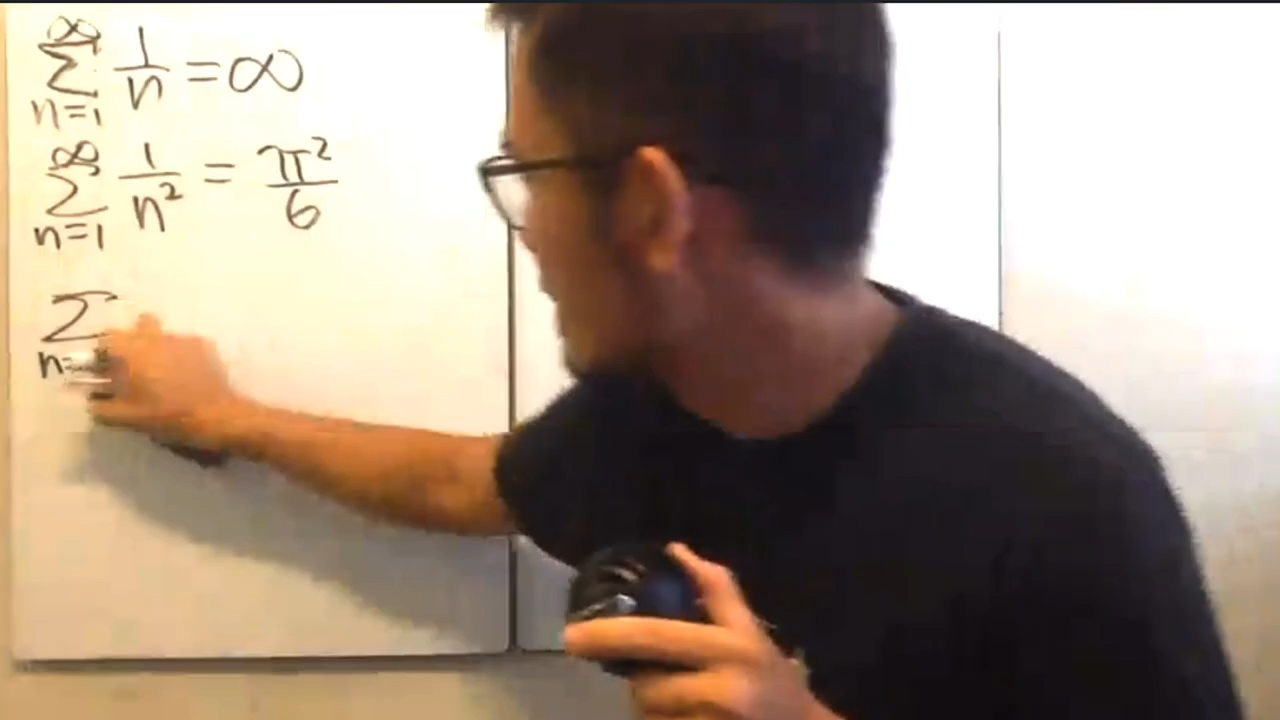 ∞
∑ 1/n = ∞
n=1
∞
∑ 1/n² = π²/6
n=1
∑
n=